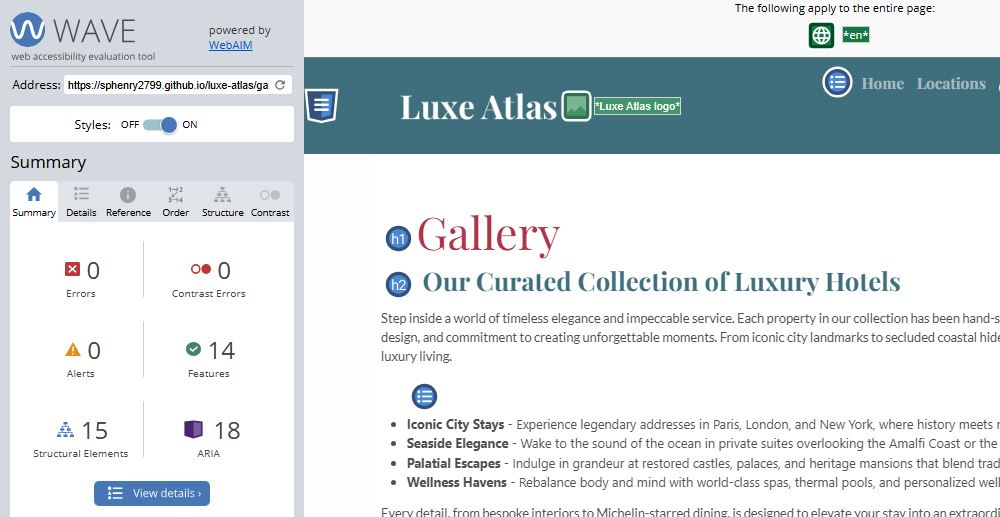 WAVE
web accessibility evaluation tool
powered by
WebAIM
Address: https://sphenry2799.github.io/luxe-atlas/ga
Styles: OFF ON
Summary
Summary Details Reference Order Structure Contrast
0 Errors
0 Contrast Errors
0 Alerts
14 Features
15 Structural Elements
18 ARIA
View details ›
The following apply to the entire page:
*en*
Luxe Atlas *Luxe Atlas logo*
Home Locations
h1 Gallery
h2 Our Curated Collection of Luxury Hotels
Step inside a world of timeless elegance and impeccable service. Each property in our collection has been hand-s
design, and commitment to creating unforgettable moments. From iconic city landmarks to secluded coastal hide
luxury living.
• Iconic City Stays - Experience legendary addresses in Paris, London, and New York, where history meets
• Seaside Elegance - Wake to the sound of the ocean in private suites overlooking the Amalfi Coast or the
• Palatial Escapes - Indulge in grandeur at restored castles, palaces, and heritage mansions that blend trad
• Wellness Havens - Rebalance body and mind with world-class spas, thermal pools, and personalized well
Every detail, from bespoke interiors to Michelin-starred dining, is designed to elevate your stay into an extraordi